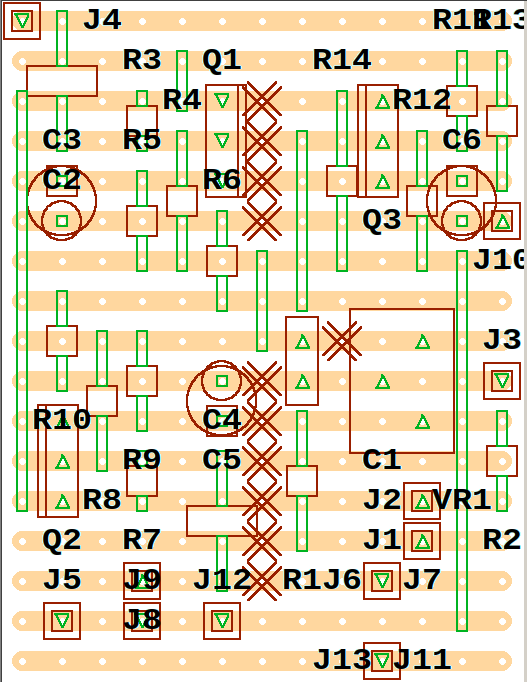 J4 R11 R13
R3 Q1 R14
R4 R12
C3 R5 C6
C2 R6
Q3
J10
J3
R10 C4
R9 C5 C1
R8 J2 VR1
Q2 R7 J1 R2
J5 J9 J12 R1 J6 J7
J8
J13 J11